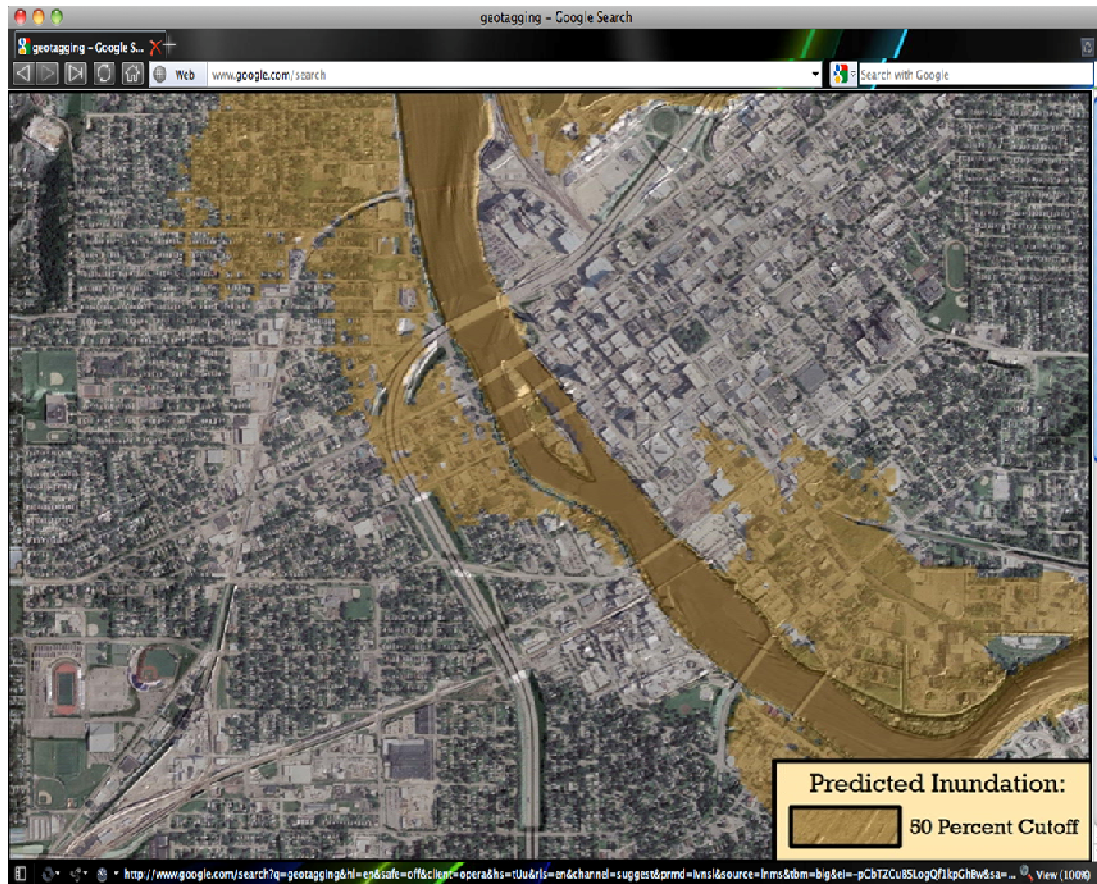 geotagging – Google Search
geotagging – Google S...
Web www.google.com/search
Search with Google
Predicted Inundation:
50 Percent Cutoff
View (100%)